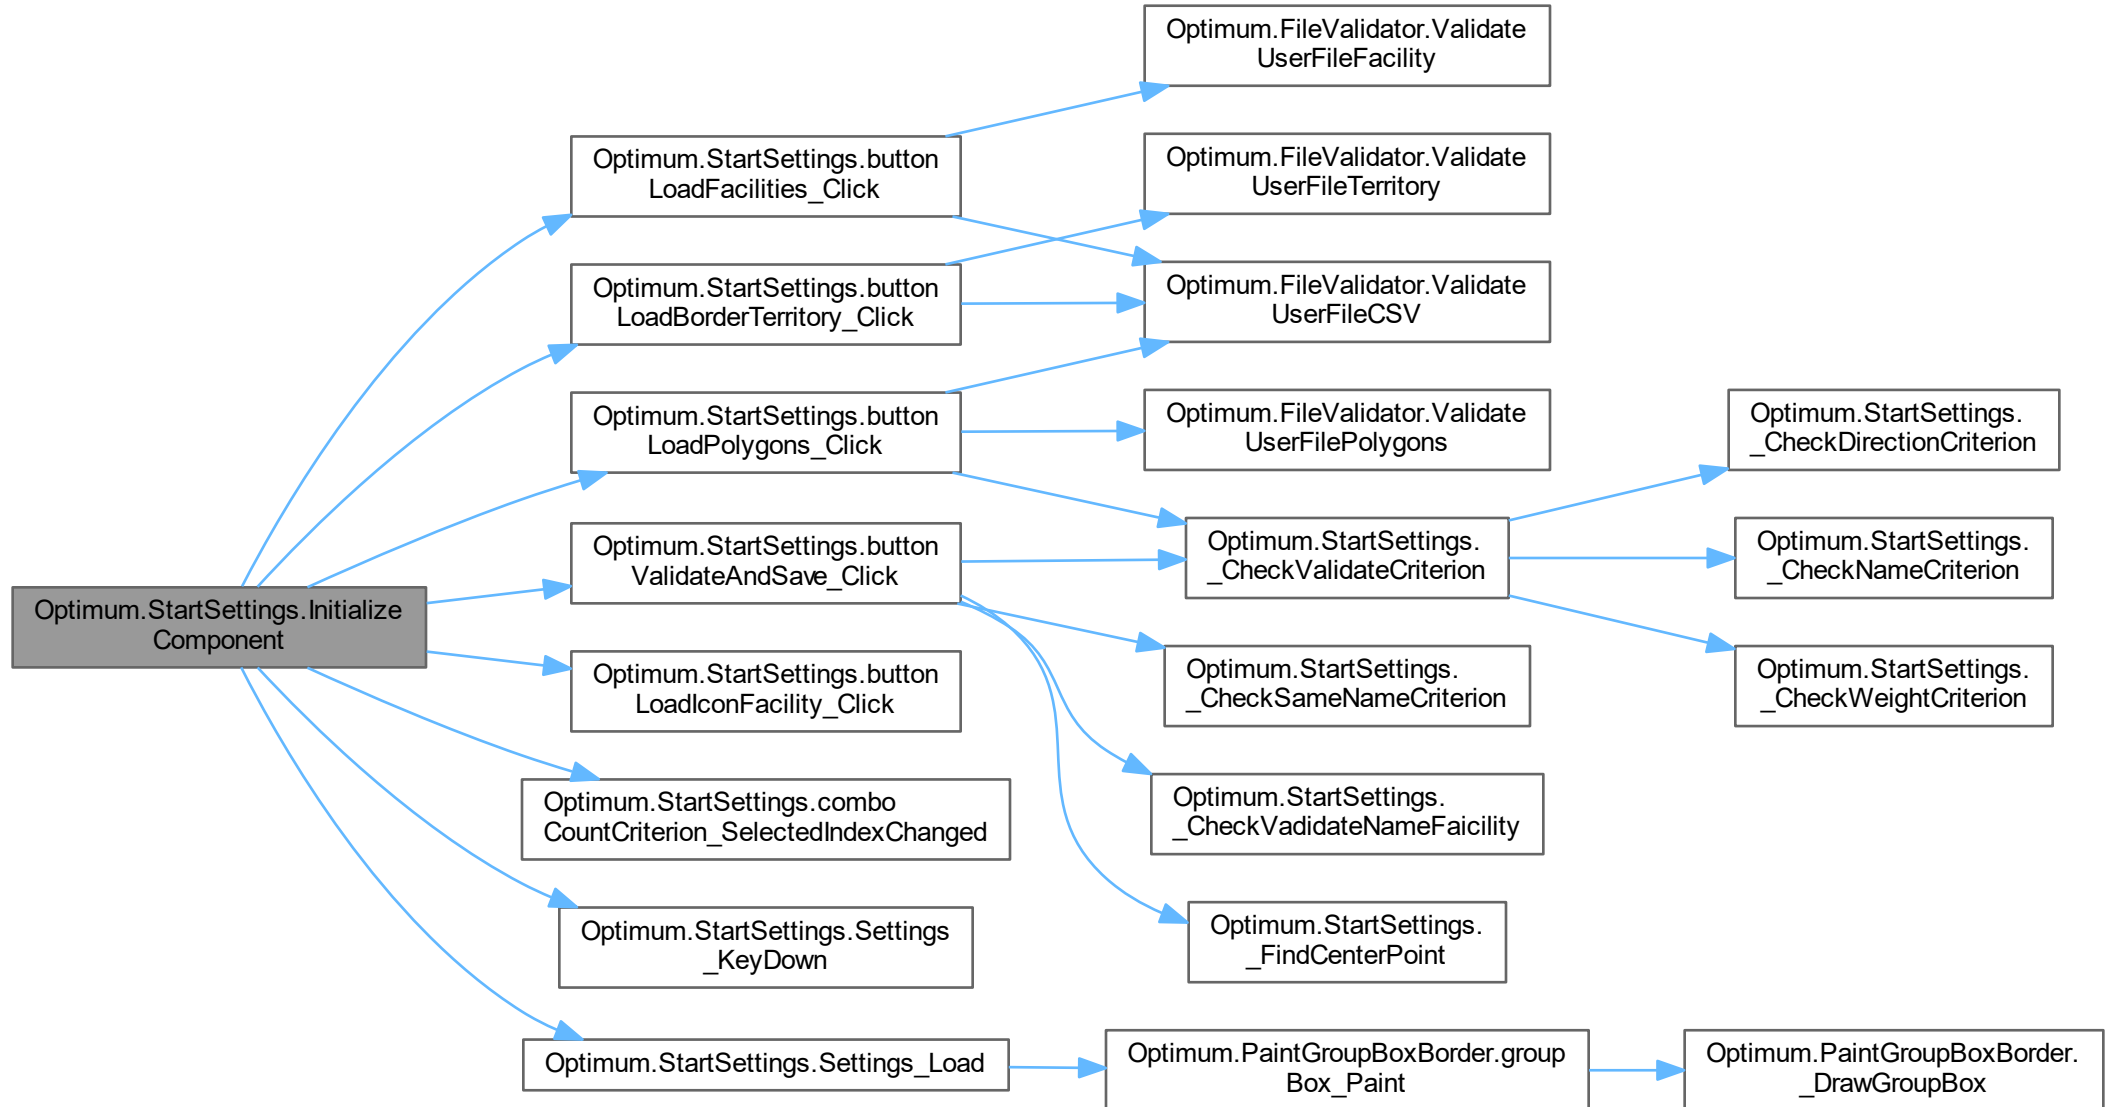 Optimum.StartSettings.Initialize
Component
Optimum.StartSettings.button
LoadFacilities_Click
Optimum.FileValidator.Validate
UserFileFacility
Optimum.FileValidator.Validate
UserFileCSV
Optimum.StartSettings.button
LoadBorderTerritory_Click
Optimum.FileValidator.Validate
UserFileTerritory
Optimum.StartSettings.button
LoadPolygons_Click
Optimum.FileValidator.Validate
UserFilePolygons
Optimum.StartSettings.
_CheckValidateCriterion
Optimum.StartSettings.
_CheckDirectionCriterion
Optimum.StartSettings.
_CheckNameCriterion
Optimum.StartSettings.
_CheckWeightCriterion
Optimum.StartSettings.button
ValidateAndSave_Click
Optimum.StartSettings.
_CheckSameNameCriterion
Optimum.StartSettings.
_CheckVadidateNameFaicility
Optimum.StartSettings.
_FindCenterPoint
Optimum.StartSettings.button
LoadIconFacility_Click
Optimum.StartSettings.combo
CountCriterion_SelectedIndexChanged
Optimum.StartSettings.Settings
_KeyDown
Optimum.StartSettings.Settings_Load
Optimum.PaintGroupBoxBorder.group
Box_Paint
Optimum.PaintGroupBoxBorder.
_DrawGroupBox